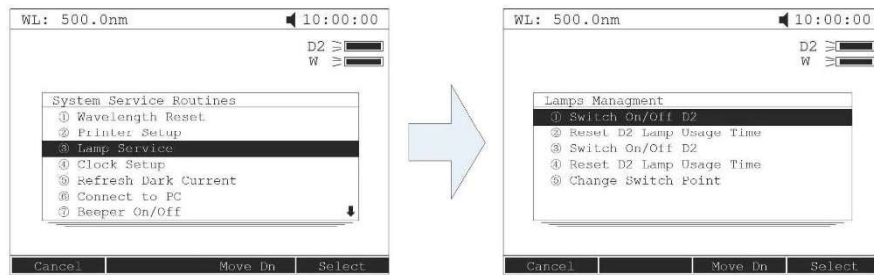 WL: 500.0nm 10:00:00
D2
W
System Service Routines
① Wavelength Reset
② Printer Setup
③ Lamp Service
④ Clock Setup
⑤ Refresh Dark Current
⑥ Connect to PC
⑦ Beeper On/Off
Cancel Move Dn Select
WL: 500.0nm 10:00:00
D2
W
Lamps Managment
① Switch On/Off D2
② Reset D2 Lamp Usage Time
③ Switch On/Off D2
④ Reset D2 Lamp Usage Time
⑤ Change Switch Point
Cancel Move Dn Select